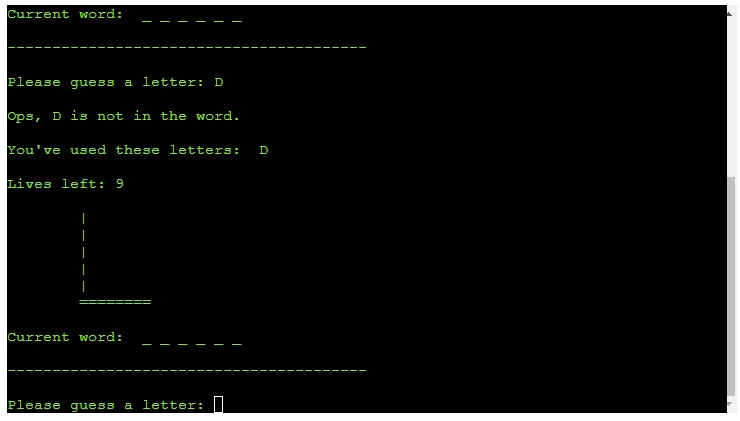 Current word:  _ _ _ _ _ _
----------------------------------------
Please guess a letter: D
Ops, D is not in the word.
You've used these letters:  D
Lives left: 9
|
|
|
|
|
========
Current word:  _ _ _ _ _ _
----------------------------------------
Please guess a letter: